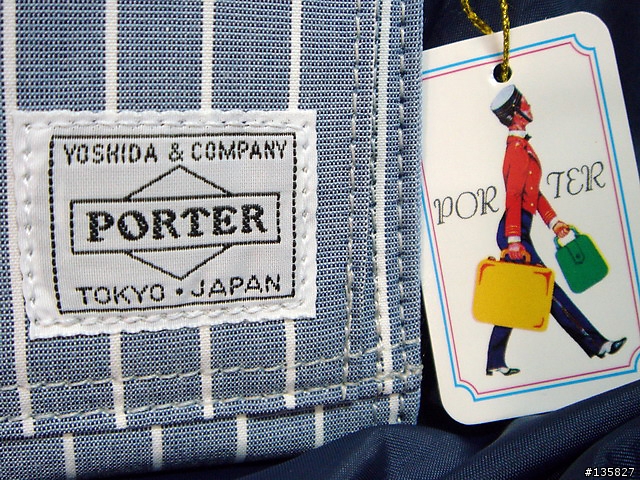 YOSHIDA & COMPANY
PORTER
TOKYO · JAPAN
POR TER
#135827